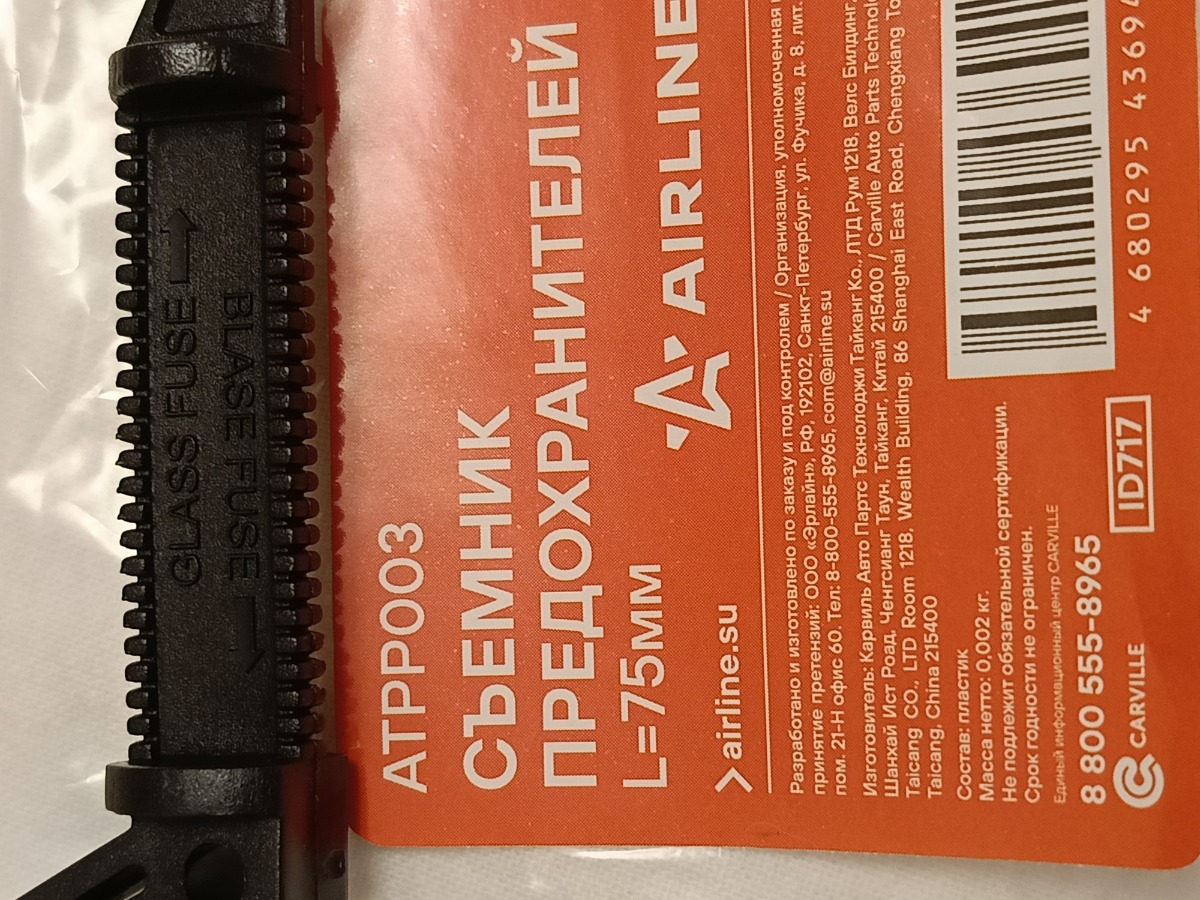 GLASS FUSE
BLASE FUSE
ATPP003
СЪЕМНИК
ПРЕДОХРАНИТЕЛЕЙ
L=75мм
AIRLINE
airline.su
Разработано и изготовлено по заказу и под контролем / Организация, уполномоченная
принятие претензий: ООО «Эрлайн», РФ, 192102, Санкт-Петербург, ул. Фучика, д. 8, лит.
пом. 21-Н офис 60. Тел: 8-800-555-8965, com@airline.su
Изготовитель: Карвиль Авто Партс Технолоджи Тайканг Ко., ЛТД Рум 1218, Велс Билдинг,
Шанхай Ист Роад, Ченгсианг Таун, Тайканг, Китай 215400 / Carville Auto Parts Technolo
Taicang CO., LTD Room 1218, Wealth Building, 86 Shanghai East Road, Chengxiang To
Taicang, China 215400
Состав: пластик
Масса нетто: 0,002 кг.
Не подлежит обязательной сертификации.
Срок годности не ограничен.
Единый информационный центр CARVILLE
8 800 555-8965
CARVILLE
ID717
4 680295 43694